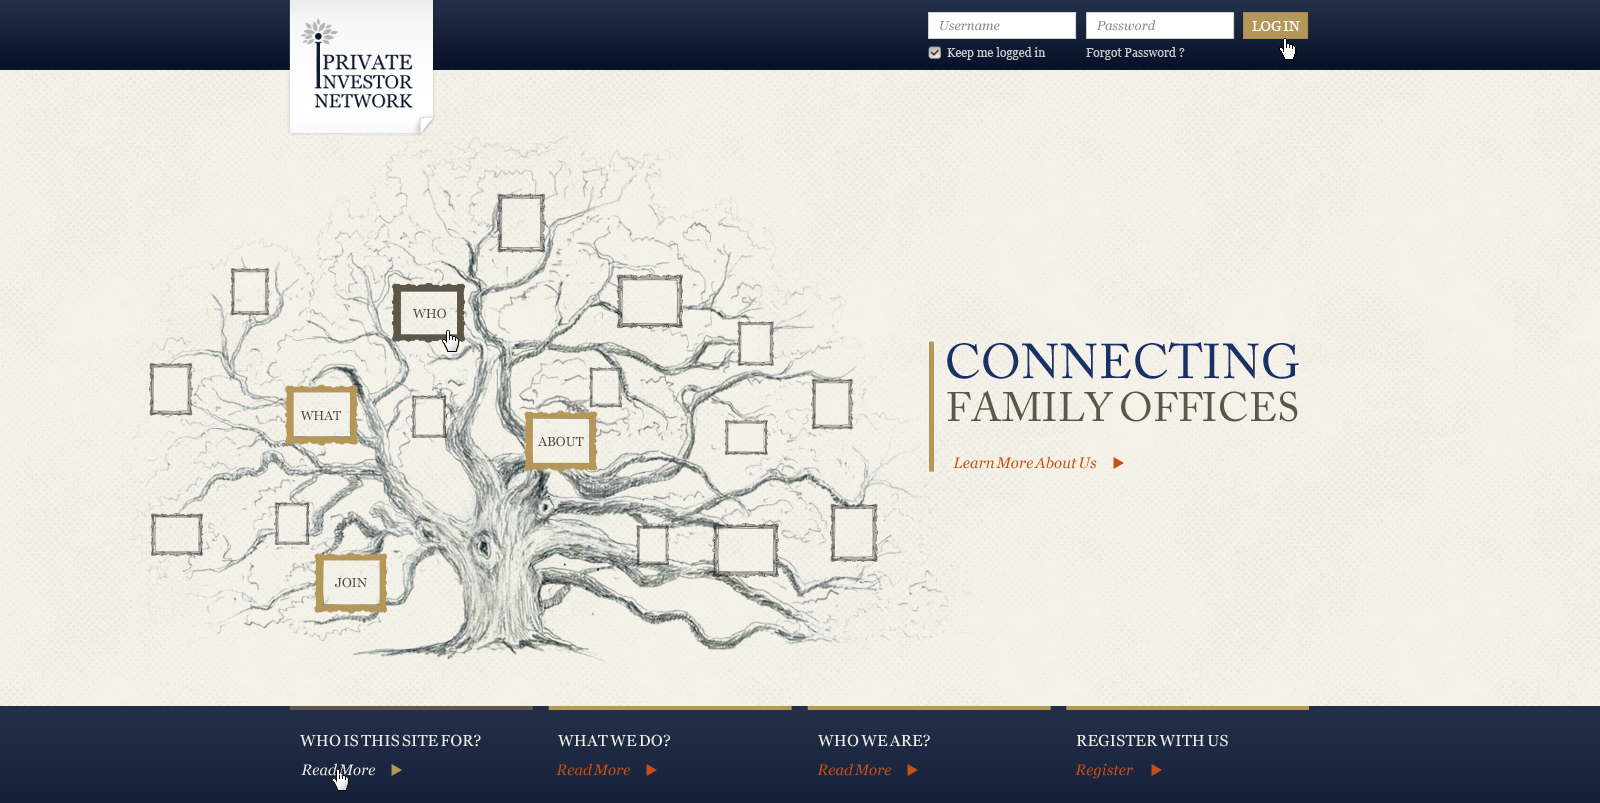 Username
Password
LOG IN
Keep me logged in
Forgot Password ?
PRIVATE
INVESTOR
NETWORK
WHO
WHAT
ABOUT
JOIN
CONNECTING
FAMILY OFFICES
Learn More About Us
WHO IS THIS SITE FOR?
Read More
WHAT WE DO?
Read More
WHO WE ARE?
Read More
REGISTER WITH US
Register